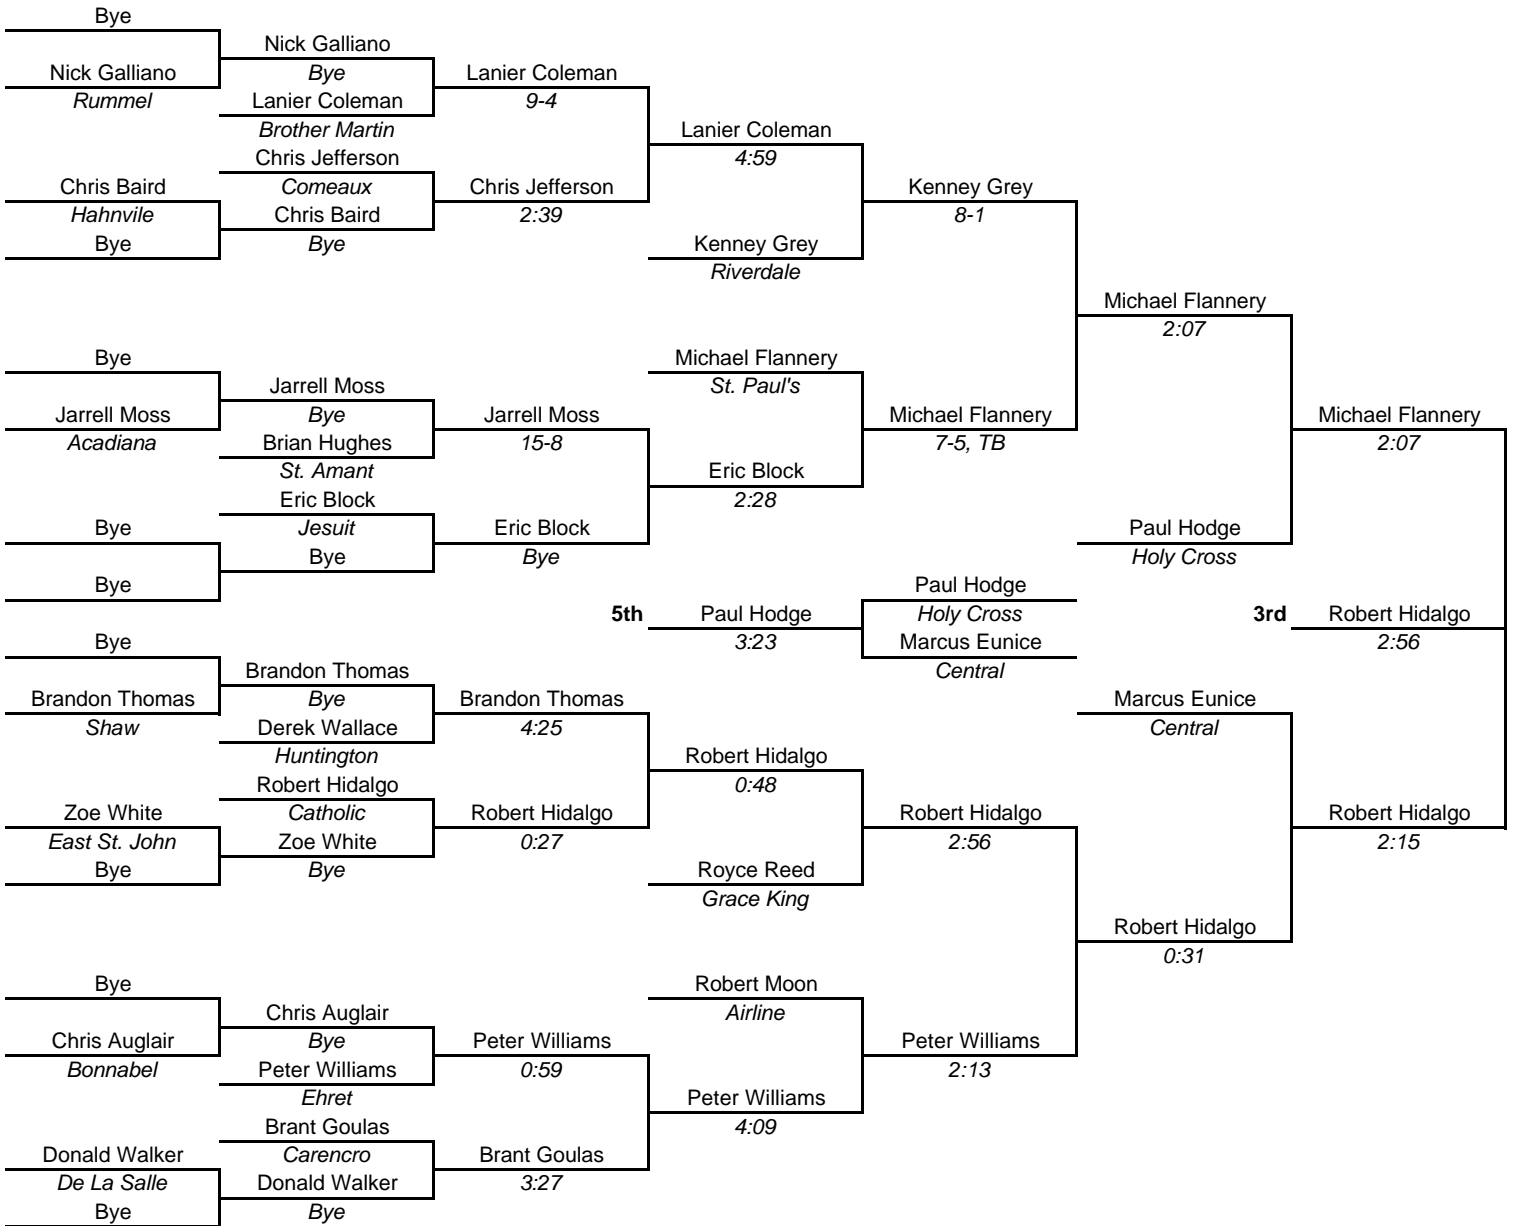 Bye
Nick Galliano
Nick Galliano Bye Lanier Coleman
Rummel Lanier Coleman 9-4
Brother Martin Lanier Coleman
Chris Jefferson 4:59
Chris Baird Comeaux Chris Jefferson Kenney Grey
Hahnvile Chris Baird 2:39 8-1
Bye Bye Kenney Grey
Riverdale
Michael Flannery
2:07
Bye Michael Flannery
Jarrell Moss St. Paul's
Jarrell Moss Bye Jarrell Moss Michael Flannery Michael Flannery
Acadiana Brian Hughes 15-8 7-5, TB 2:07
St. Amant Eric Block
Eric Block 2:28
Bye Jesuit Eric Block Paul Hodge
Bye Bye Holy Cross
Bye Paul Hodge
5th Paul Hodge Holy Cross 3rd Robert Hidalgo
Bye 3:23 Marcus Eunice 2:56
Brandon Thomas Central
Brandon Thomas Bye Brandon Thomas Marcus Eunice
Shaw Derek Wallace 4:25 Central
Huntington Robert Hidalgo
Robert Hidalgo 0:48
Zoe White Catholic Robert Hidalgo Robert Hidalgo Robert Hidalgo
East St. John Zoe White 0:27 2:56 2:15
Bye Bye Royce Reed
Grace King
Robert Hidalgo
0:31
Bye Robert Moon
Chris Auglair Airline
Chris Auglair Bye Peter Williams Peter Williams
Bonnabel Peter Williams 0:59 2:13
Ehret Peter Williams
Brant Goulas 4:09
Donald Walker Carencro Brant Goulas
De La Salle Donald Walker 3:27
Bye Bye